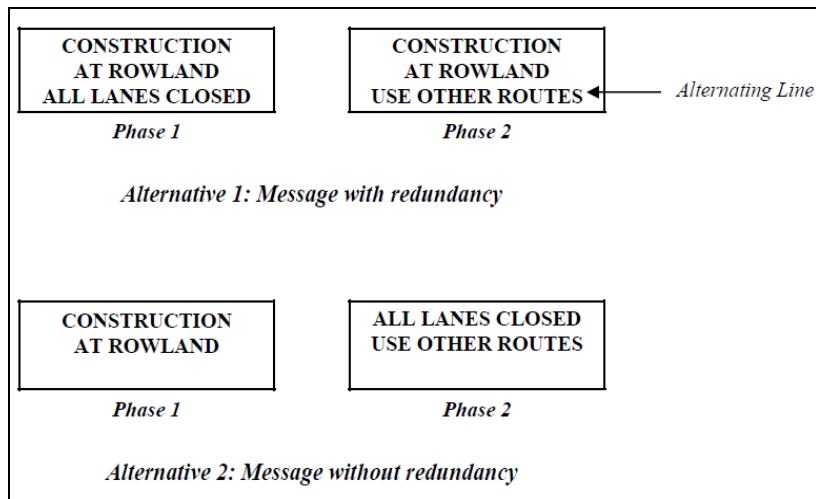 CONSTRUCTION
AT ROWLAND
ALL LANES CLOSED
Phase 1
CONSTRUCTION
AT ROWLAND
USE OTHER ROUTES
Alternating Line
Phase 2
Alternative 1: Message with redundancy
CONSTRUCTION
AT ROWLAND
Phase 1
ALL LANES CLOSED
USE OTHER ROUTES
Phase 2
Alternative 2: Message without redundancy